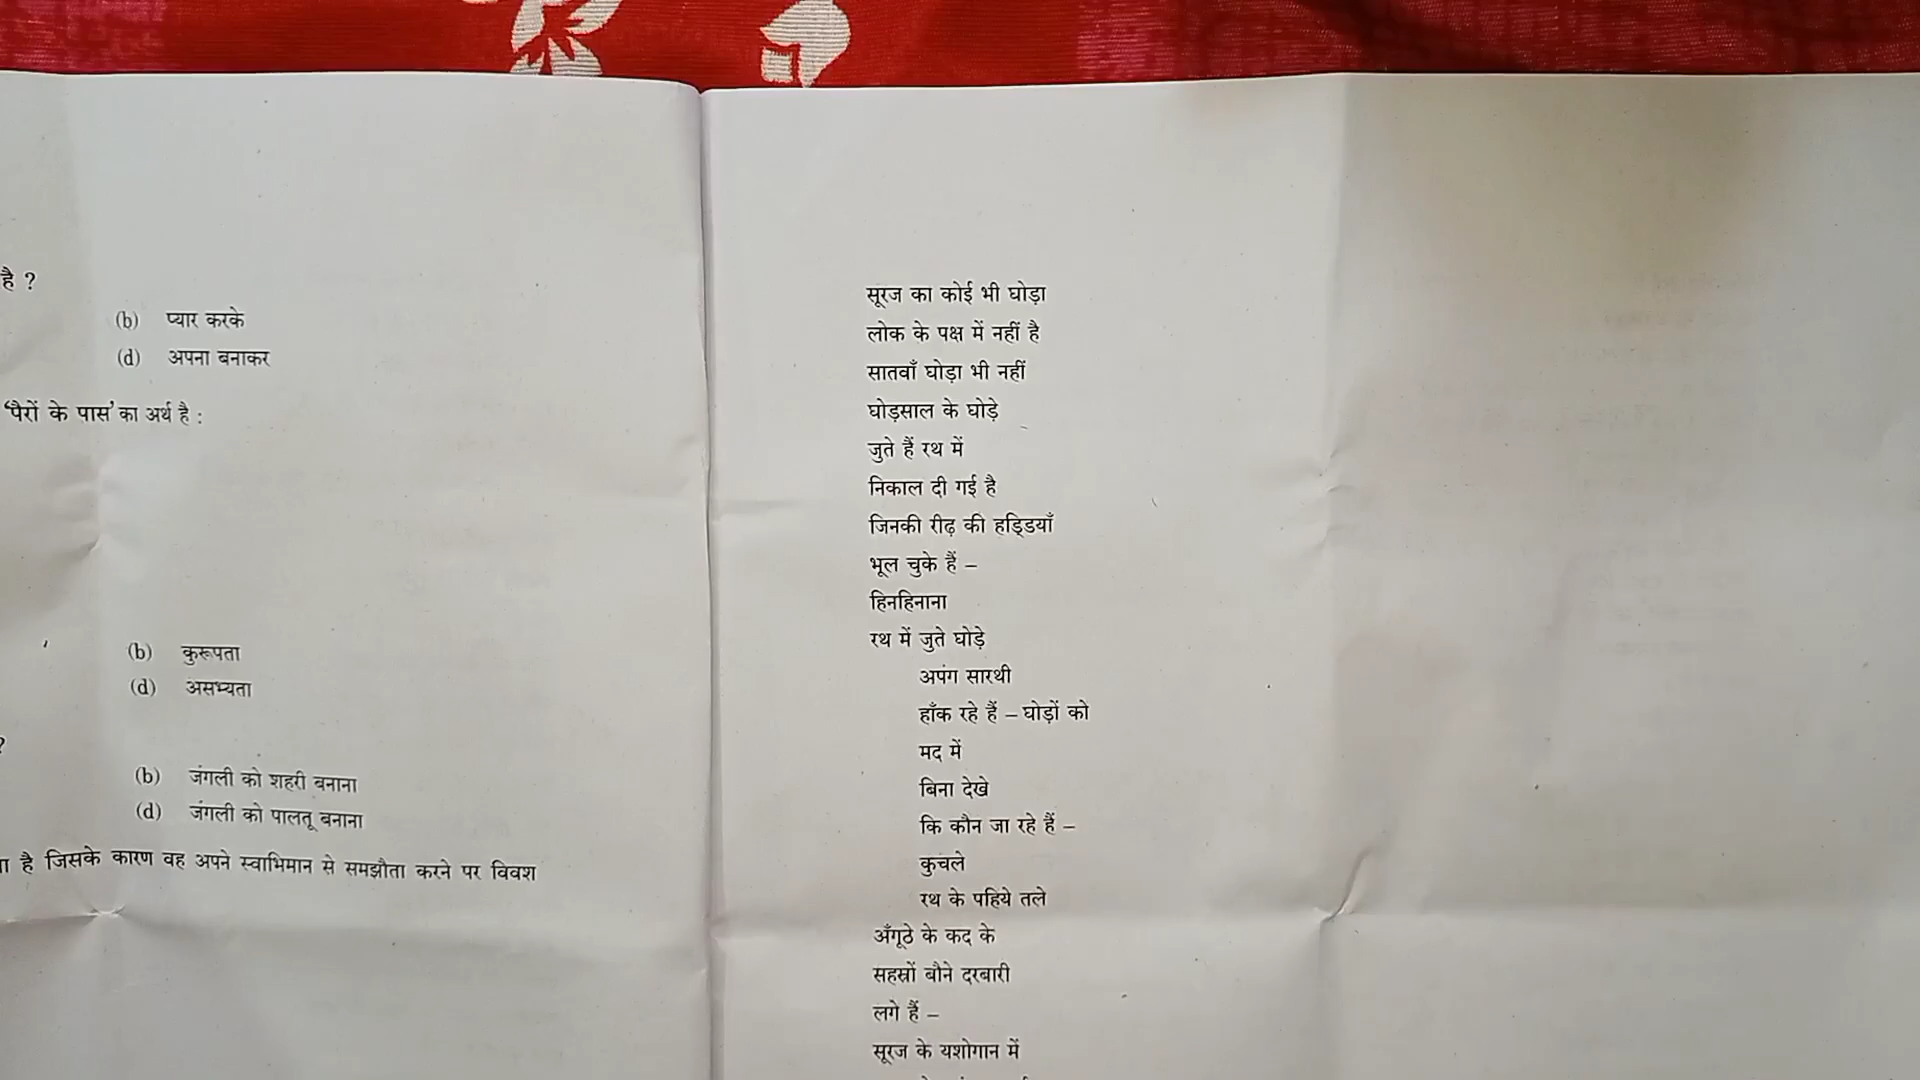 है ?
(b) प्यार करके
(d) अपना बनाकर
‘पैरों के पास’ का अर्थ है :
(b) कुरूपता
(d) असभ्यता
?
(b) जंगली को शहरी बनाना
(d) जंगली को पालतू बनाना
है जिसके कारण वह अपने स्वाभिमान से समझौता करने पर विवश
सूरज का कोई भी घोड़ा
लोक के पक्ष में नहीं है
सातवाँ घोड़ा भी नहीं
घोड़साल के घोड़े
जुते हैं रथ में
निकाल दी गई है
जिनकी रीढ़ की हड्डियाँ
भूल चुके हैं –
हिनहिनाना
रथ में जुते घोड़े
अपंग सारथी
हाँक रहे हैं – घोड़ों को
मद में
बिना देखे
कि कौन जा रहे हैं –
कुचले
रथ के पहिये तले
अँगूठे के कद के
सहस्रों बौने दरबारी
लगे हैं –
सूरज के यशोगान में